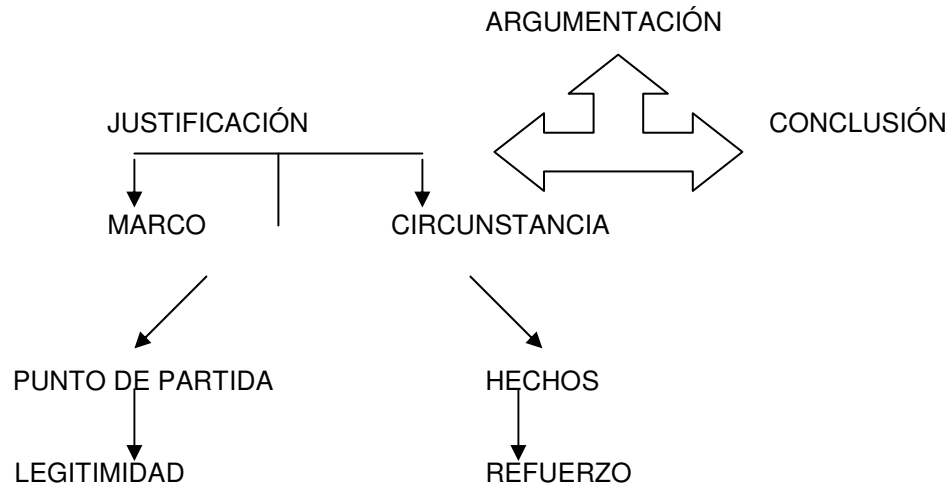 ARGUMENTACIÓN
JUSTIFICACIÓN
CONCLUSIÓN
MARCO
CIRCUNSTANCIA
PUNTO DE PARTIDA
HECHOS
LEGITIMIDAD
REFUERZO